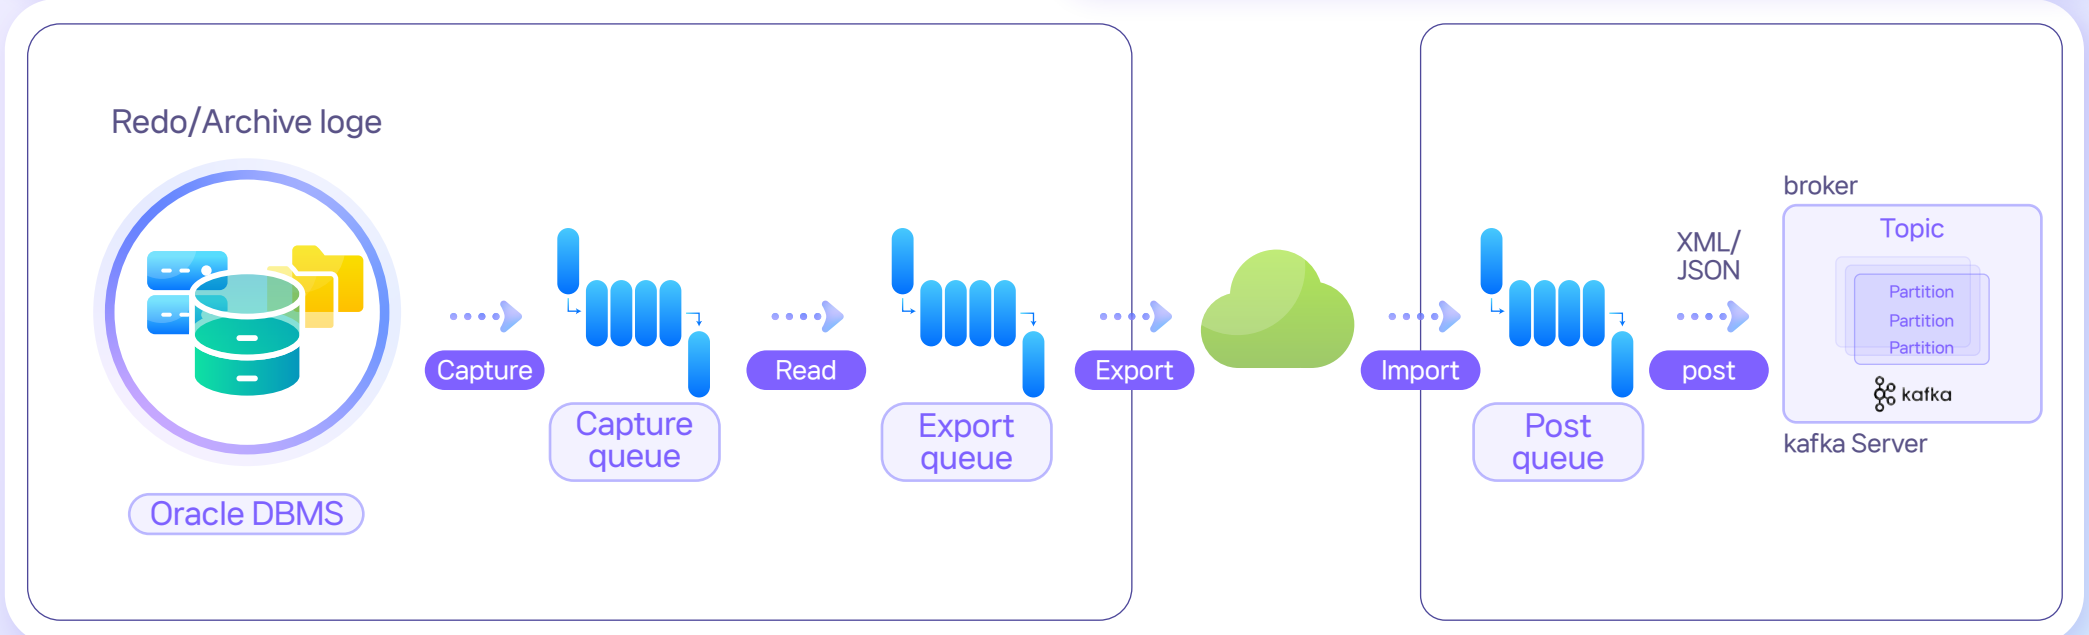 Redo/Archive loge
Oracle DBMS
Capture
Capture
queue
Read
Export
queue
Export
Import
Post
queue
XML/
JSON
post
broker
Topic
Partition
Partition
Partition
kafka
kafka Server